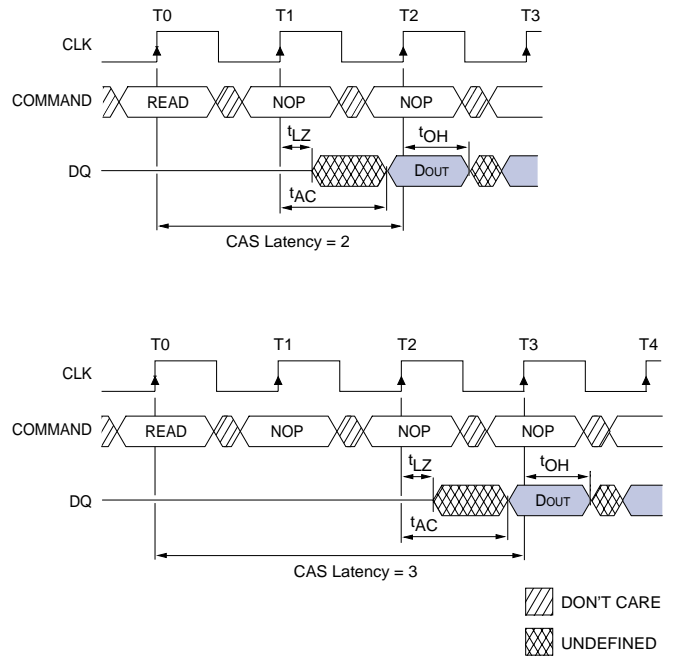 T0 T1 T2 T3
CLK
COMMAND READ NOP NOP
tLZ tOH
DQ DOUT
tAC
CAS Latency = 2
T0 T1 T2 T3 T4
CLK
COMMAND READ NOP NOP NOP
tLZ tOH
DQ DOUT
tAC
CAS Latency = 3
DON'T CARE
UNDEFINED